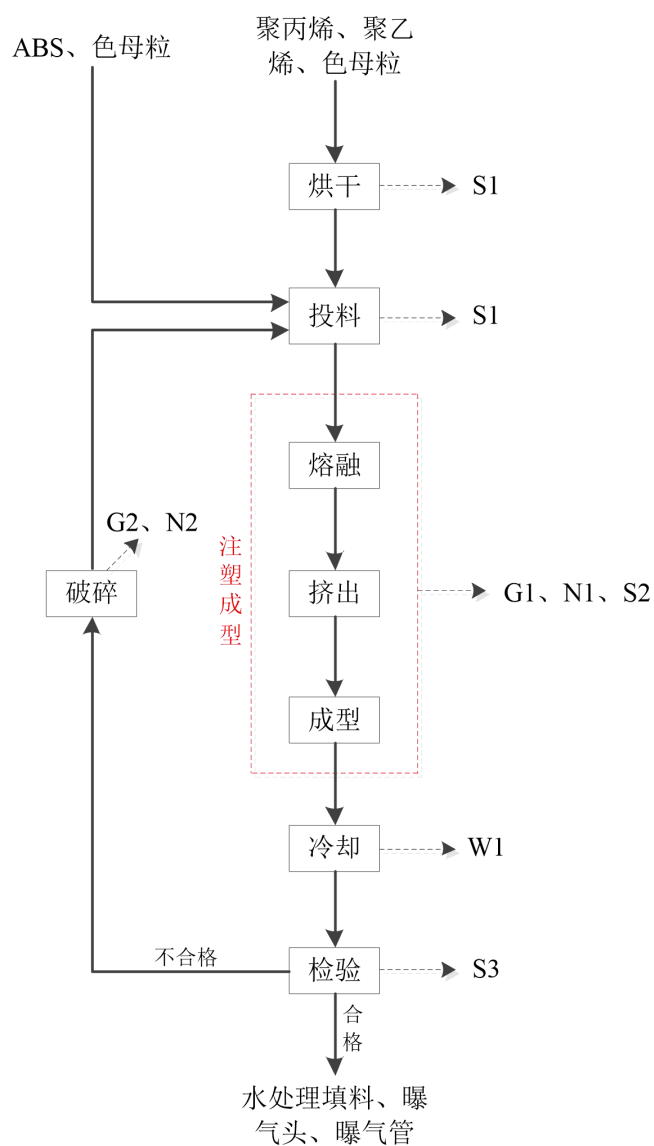 ABS、色母粒
聚丙烯、聚乙
烯、色母粒
烘干
S1
投料
S1
熔融
G2、N2
注塑成型
破碎
挤出
G1、N1、S2
成型
冷却
W1
不合格
检验
S3
合格
水处理填料、曝
气头、曝气管